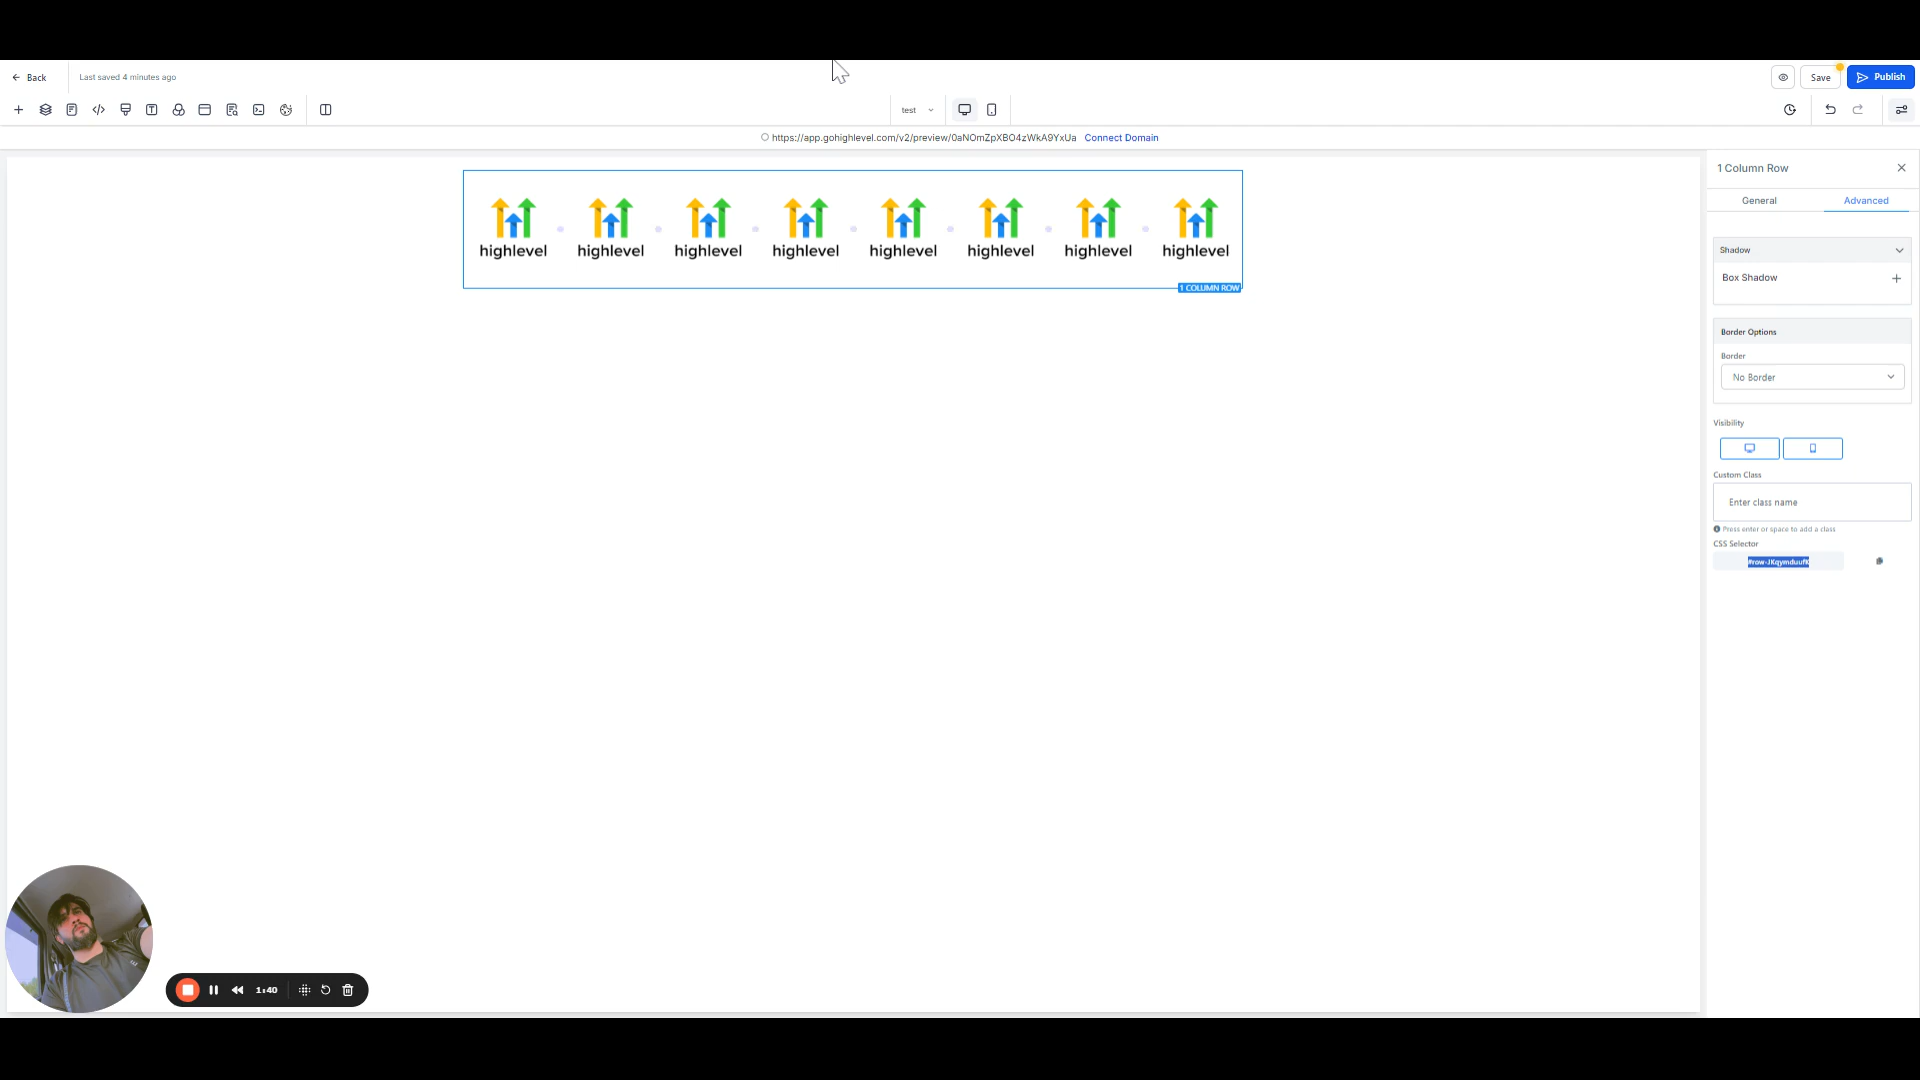 Back
Last saved 4 minutes ago
Save
Publish
test
https://app.gohighlevel.com/v2/preview/0aNOmZpXBO4zWkA9YxUa Connect Domain
1 Column Row
General Advanced
highlevel highlevel highlevel highlevel highlevel highlevel highlevel highlevel
1 COLUMN ROW
Shadow
Box Shadow
Border Options
Border
No Border
Visibility
Custom Class
Enter class name
Press enter or space to add a class
CSS Selector
1:40